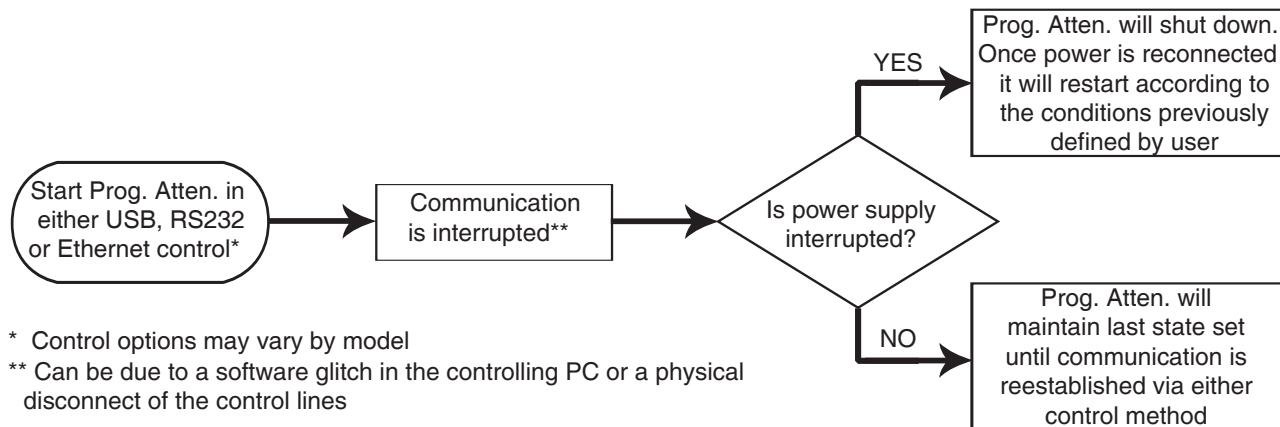 Start Prog. Atten. in
either USB, RS232
or Ethernet control*
Communication
is interrupted**
Is power supply
interrupted?
YES
Prog. Atten. will shut down.
Once power is reconnected
it will restart according to
the conditions previously
defined by user
NO
Prog. Atten. will
maintain last state set
until communication is
reestablished via either
control method
* Control options may vary by model
** Can be due to a software glitch in the controlling PC or a physical
disconnect of the control lines